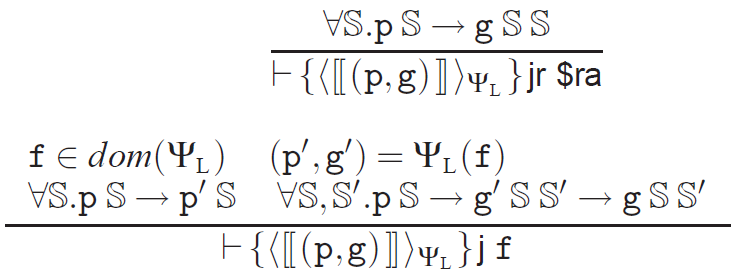 ∀𝕊.p 𝕊 → g 𝕊 𝕊
⊢ {⟨⟦(p,g)⟧⟩Ψ_L} jr $ra
f ∈ dom(Ψ_L) (p′,g′) = Ψ_L(f)
∀𝕊.p 𝕊 → p′ 𝕊 ∀𝕊,𝕊′.p 𝕊 → g′ 𝕊 𝕊′ → g 𝕊 𝕊′
⊢ {⟨⟦(p,g)⟧⟩Ψ_L} j f